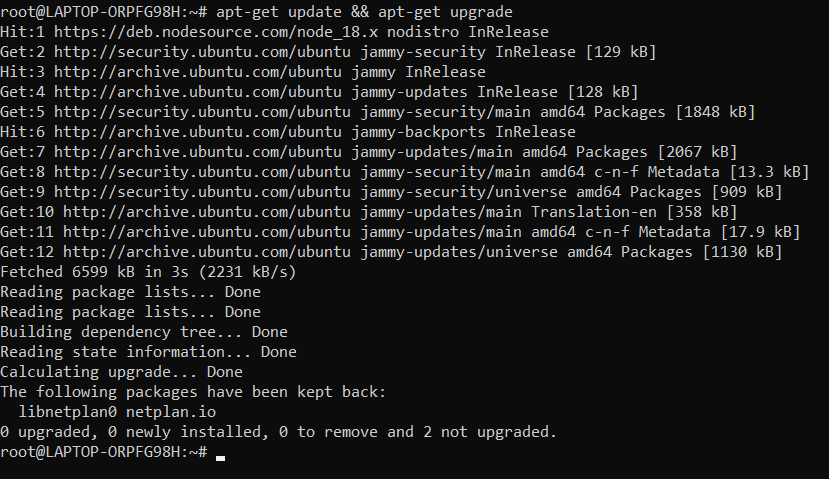 root@LAPTOP-ORPFG98H:~# apt-get update && apt-get upgrade
Hit:1 https://deb.nodesource.com/node_18.x nodistro InRelease
Get:2 http://security.ubuntu.com/ubuntu jammy-security InRelease [129 kB]
Hit:3 http://archive.ubuntu.com/ubuntu jammy InRelease
Get:4 http://archive.ubuntu.com/ubuntu jammy-updates InRelease [128 kB]
Get:5 http://security.ubuntu.com/ubuntu jammy-security/main amd64 Packages [1848 kB]
Hit:6 http://archive.ubuntu.com/ubuntu jammy-backports InRelease
Get:7 http://archive.ubuntu.com/ubuntu jammy-updates/main amd64 Packages [2067 kB]
Get:8 http://security.ubuntu.com/ubuntu jammy-security/main amd64 c-n-f Metadata [13.3 kB]
Get:9 http://security.ubuntu.com/ubuntu jammy-security/universe amd64 Packages [909 kB]
Get:10 http://archive.ubuntu.com/ubuntu jammy-updates/main Translation-en [358 kB]
Get:11 http://archive.ubuntu.com/ubuntu jammy-updates/main amd64 c-n-f Metadata [17.9 kB]
Get:12 http://archive.ubuntu.com/ubuntu jammy-updates/universe amd64 Packages [1130 kB]
Fetched 6599 kB in 3s (2231 kB/s)
Reading package lists... Done
Reading package lists... Done
Building dependency tree... Done
Reading state information... Done
Calculating upgrade... Done
The following packages have been kept back:
  libnetplan0 netplan.io
0 upgraded, 0 newly installed, 0 to remove and 2 not upgraded.
root@LAPTOP-ORPFG98H:~#